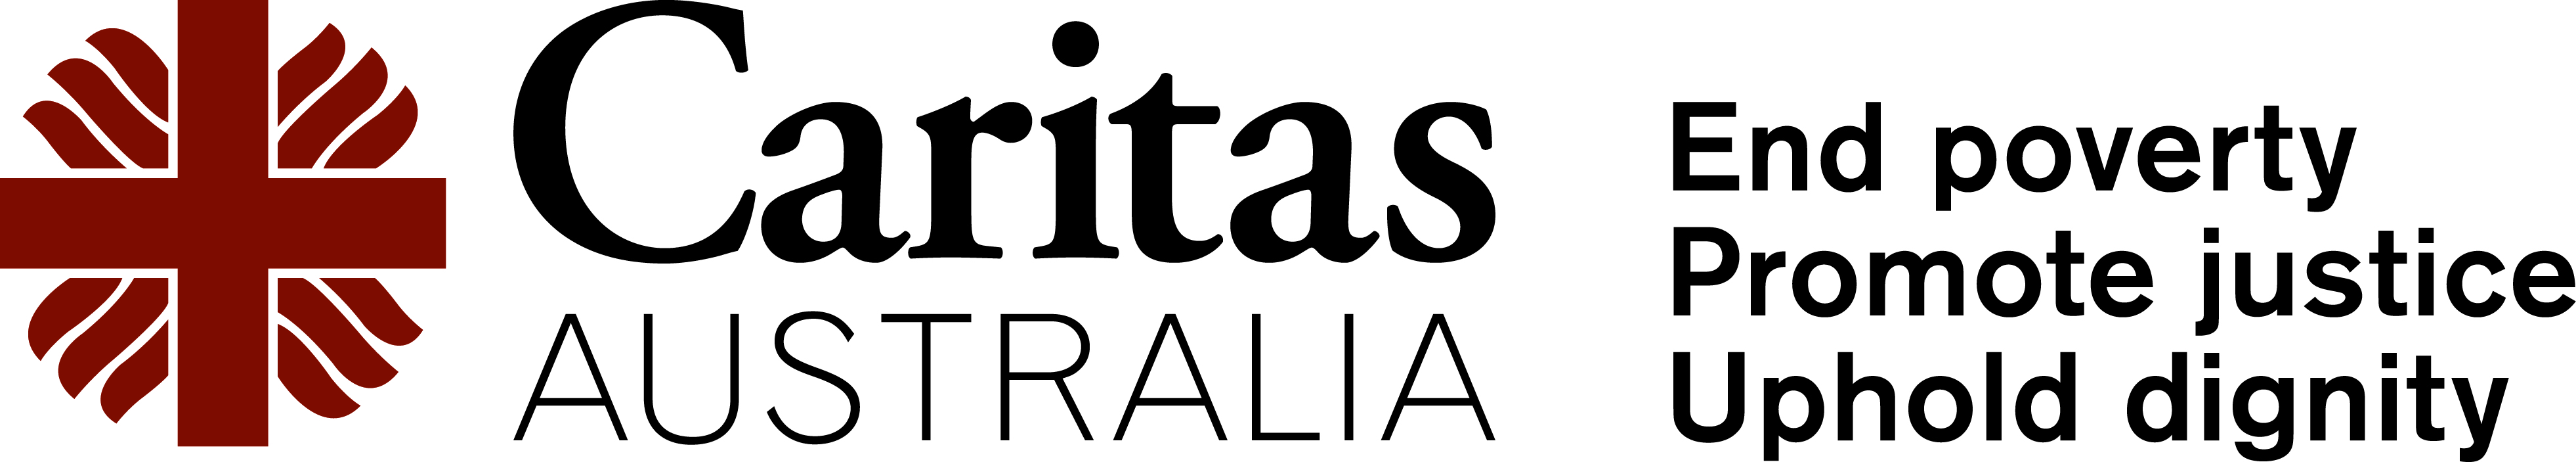 Caritas
AUSTRALIA
End poverty
Promote justice
Uphold dignity